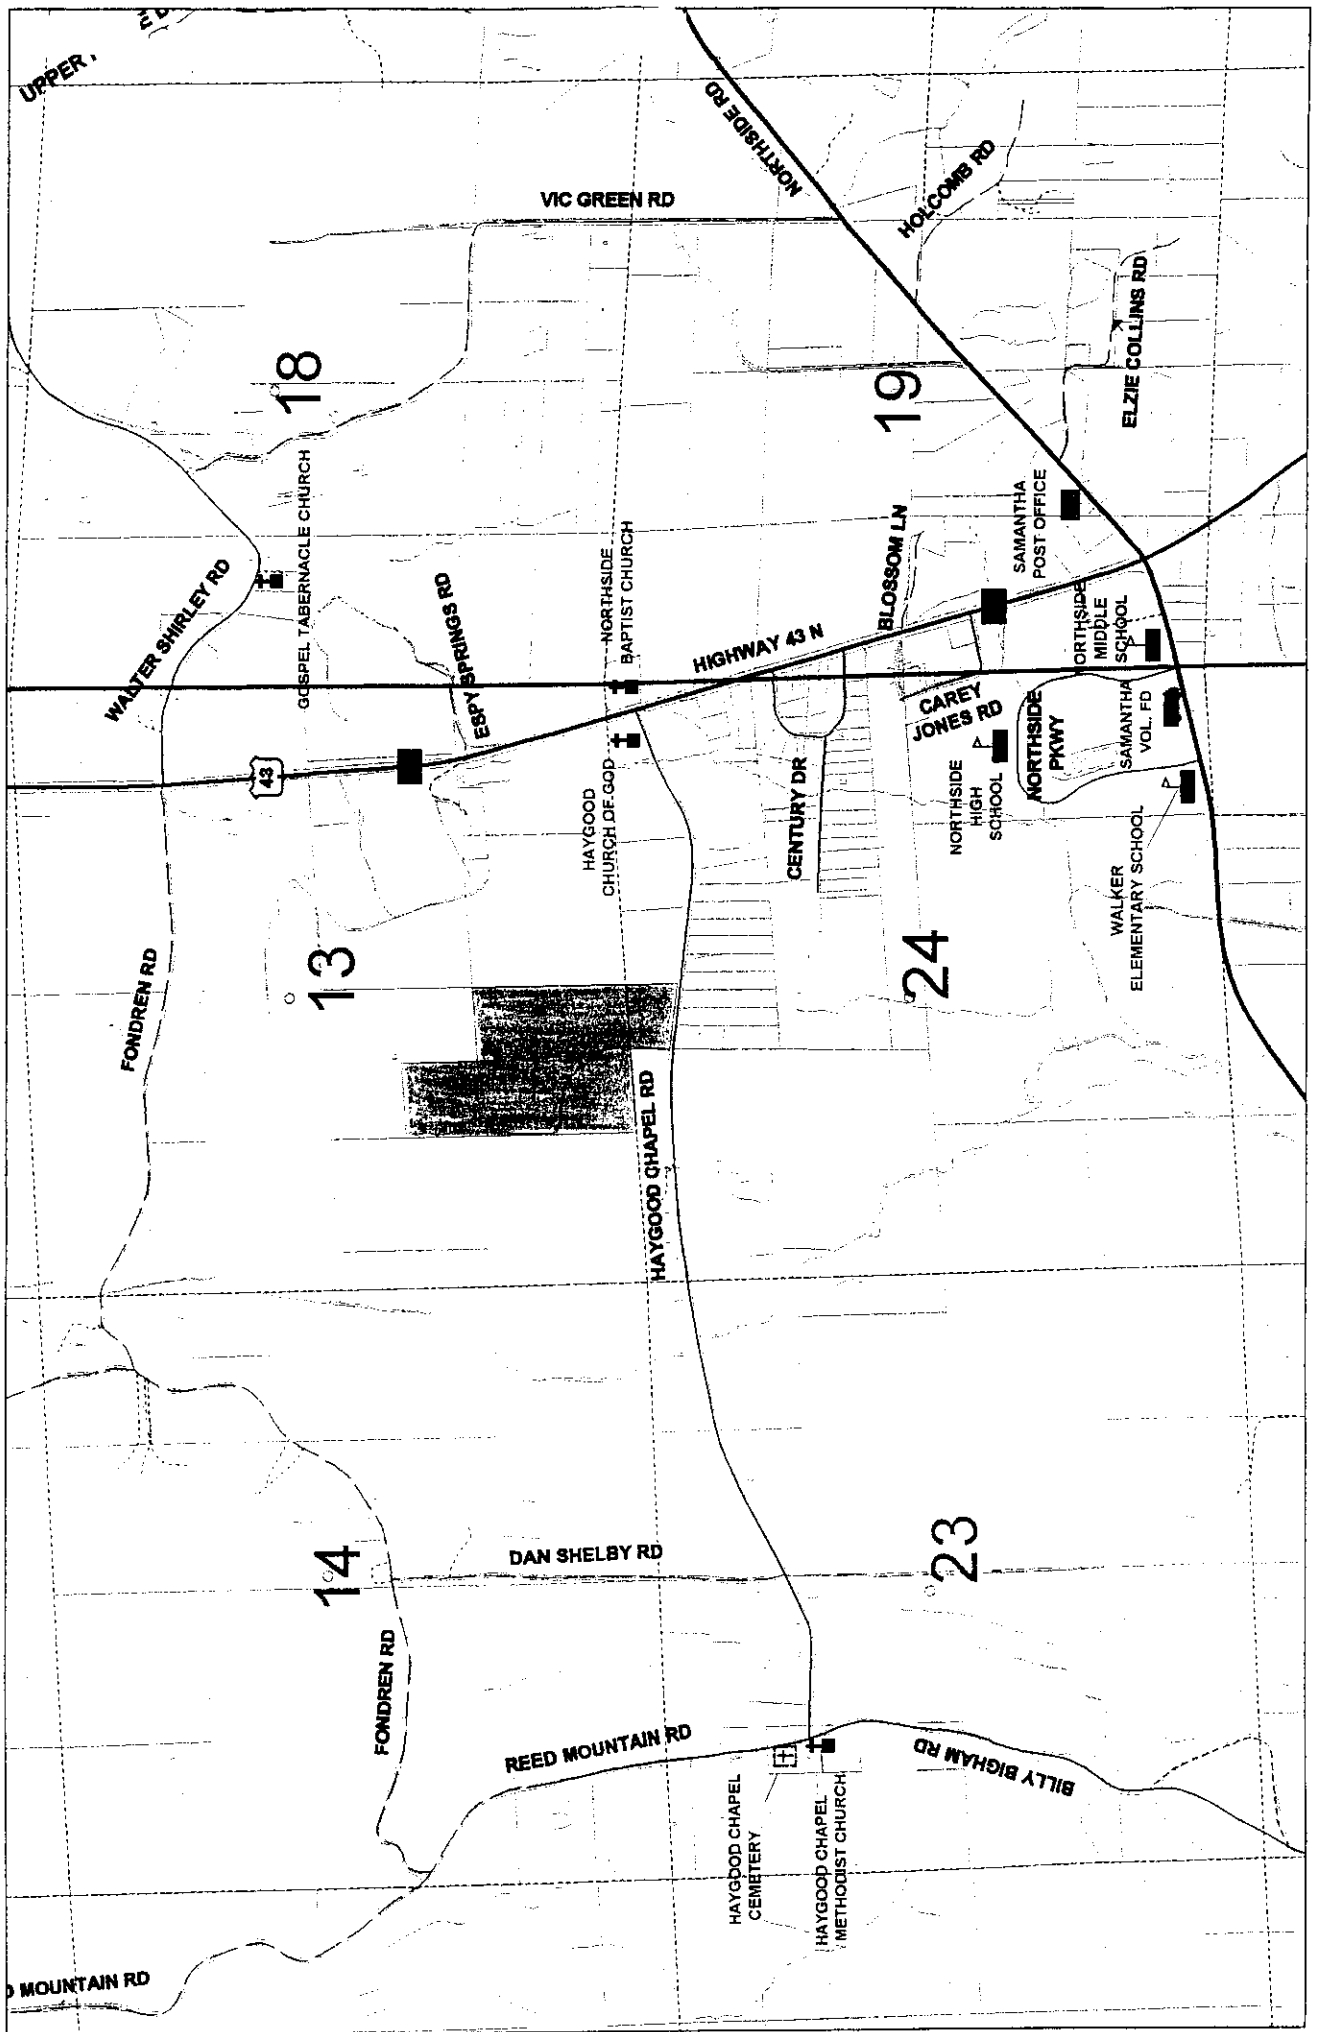 UPPER
VIC GREEN RD
NORTHSIDE RD
HOLCOMB RD
ELZIE COLLINS RD
18
19
GOSPEL TABERNACLE CHURCH
WALTER SHIRLEY RD
ESPY SPRINGS RD
NORTHSIDE
BAPTIST CHURCH
HIGHWAY 43 N
BLOSSOM LN
SAMANTHA
POST OFFICE
NORTHSIDE
MIDDLE
SCHOOL
43
CAREY
JONES RD
NORTHSIDE
PKWY
SAMANTHA
VOL. FD
HAYGOOD
CHURCH OF GOD
CENTURY DR
NORTHSIDE
HIGH
SCHOOL
WALKER
ELEMENTARY SCHOOL
FONDREN RD
13
24
HAYGOOD CHAPEL RD
14
DAN SHELBY RD
23
FONDREN RD
REED MOUNTAIN RD
BILLY BIGHAM RD
HAYGOOD CHAPEL
CEMETERY
HAYGOOD CHAPEL
METHODIST CHURCH
MOUNTAIN RD